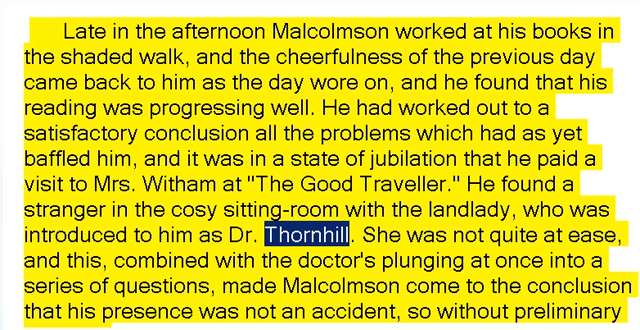 Late in the afternoon Malcolmson worked at his books in
the shaded walk, and the cheerfulness of the previous day
came back to him as the day wore on, and he found that his
reading was progressing well. He had worked out to a
satisfactory conclusion all the problems which had as yet
baffled him, and it was in a state of jubilation that he paid a
visit to Mrs. Witham at "The Good Traveller." He found a
stranger in the cosy sitting-room with the landlady, who was
introduced to him as Dr. Thornhill. She was not quite at ease,
and this, combined with the doctor's plunging at once into a
series of questions, made Malcolmson come to the conclusion
that his presence was not an accident, so without preliminary